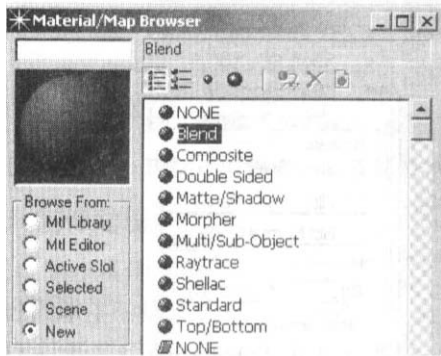 Material/Map Browser
Blend
NONE
Blend
Composite
Double Sided
Matte/Shadow
Morpher
Multi/Sub-Object
Raytrace
Shellac
Standard
Top/Bottom
NONE
Browse From:
Mtl Library
Mtl Editor
Active Slot
Selected
Scene
New